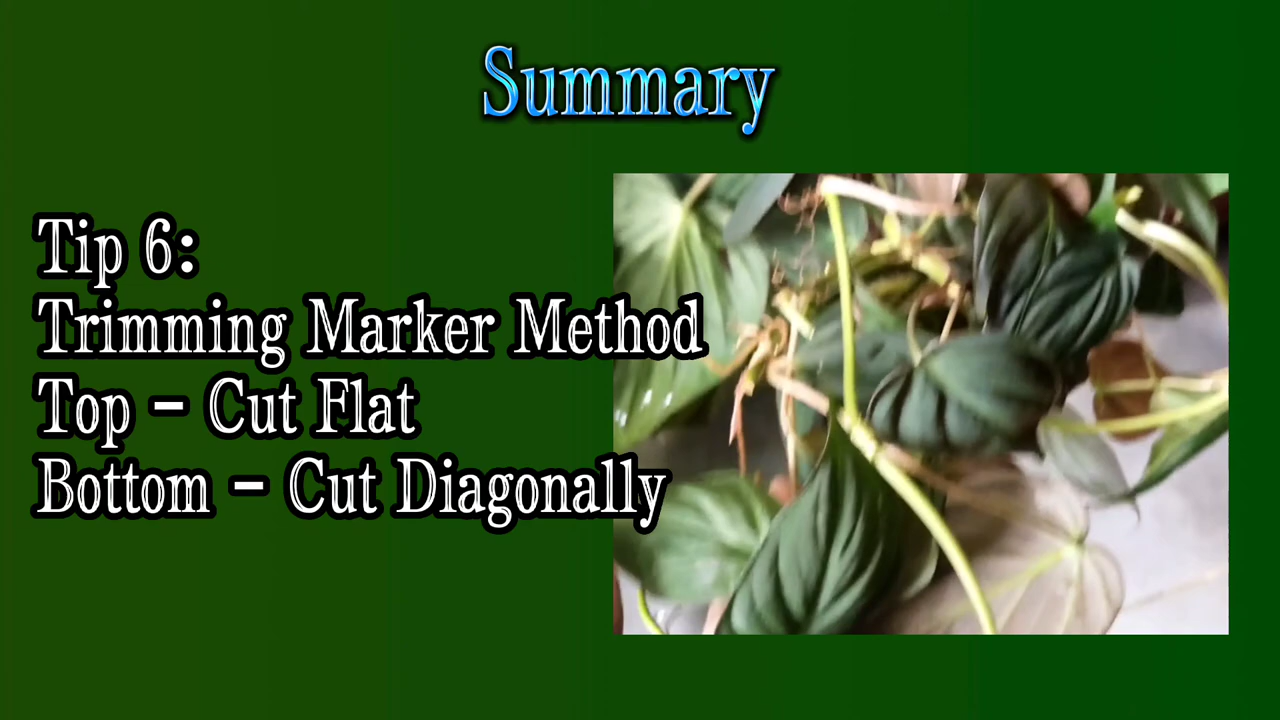 Summary
Tip 6:
Trimming Marker Method
Top - Cut Flat
Bottom - Cut Diagonally